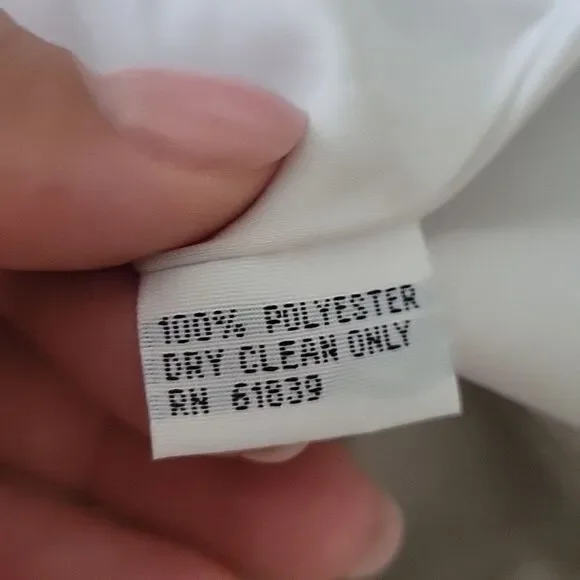 100% POLYESTER
DRY CLEAN ONLY
RN 61839